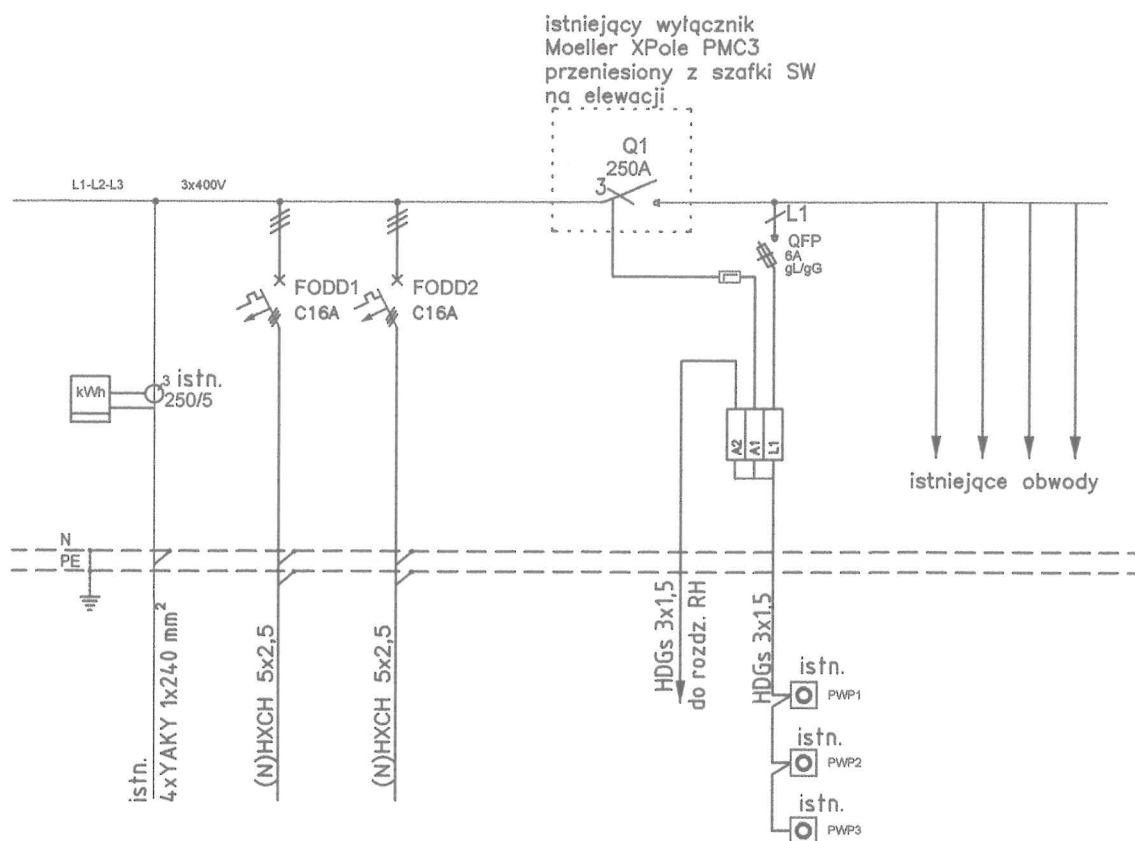 istniejący wyłącznik
Moeller XPole PMC3
przeniesiony z szafki SW
na elewacji
Q1
250A
3
L1-L2-L3
3x400V
L1
QFP
6A
gL/gG
FODD1
C16A
FODD2
C16A
kWh
3 istn.
250/5
A2
A1
L1
istniejące obwody
N
PE
istn.
4xYAKY 1x240 mm²
(N)HXCH 5x2,5
(N)HXCH 5x2,5
HDGs 3x1,5
do rozdz. RH
HDGs 3x1,5
istn.
PWP1
istn.
PWP2
istn.
PWP3